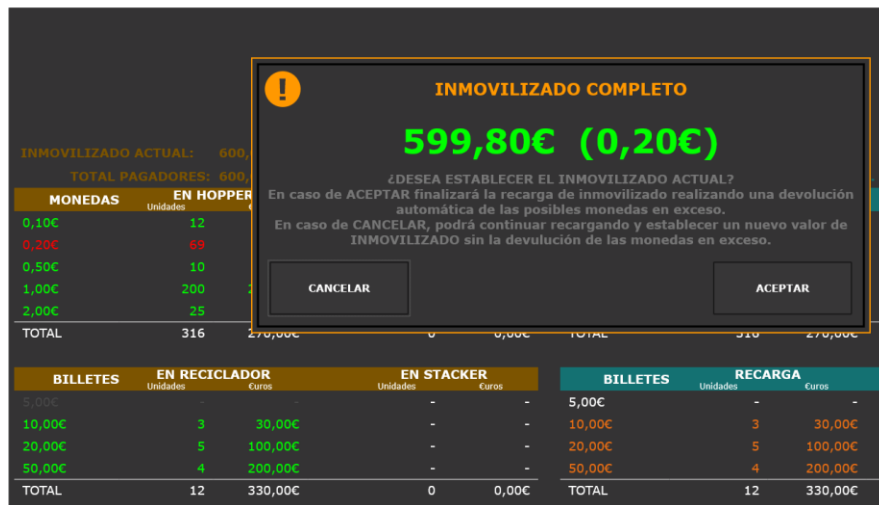 INMOVILIZADO COMPLETO
599,80€ (0,20€)
¿DESEA ESTABLECER EL INMOVILIZADO ACTUAL?
En caso de ACEPTAR finalizará la recarga de inmovilizado realizando una devolución
automática de las posibles monedas en exceso.
En caso de CANCELAR, podrá continuar recargando y establecer un nuevo valor de
INMOVILIZADO sin la devulución de las monedas en exceso.
CANCELAR ACEPTAR
INMOVILIZADO ACTUAL: 600,
TOTAL PAGADORES: 600,
MONEDAS EN HOPPER
Unidades
0,10€ 12
0,20€ 69
0,50€ 10
1,00€ 200
2,00€ 25
TOTAL 316 270,00€ 0 0,00€ TOTAL 316 270,00€
BILLETES EN RECICLADOR EN STACKER BILLETES RECARGA
Unidades €uros Unidades €uros Unidades €uros
5,00€ - - - - 5,00€ - -
10,00€ 3 30,00€ - - 10,00€ 3 30,00€
20,00€ 5 100,00€ - - 20,00€ 5 100,00€
50,00€ 4 200,00€ - - 50,00€ 4 200,00€
TOTAL 12 330,00€ 0 0,00€ TOTAL 12 330,00€